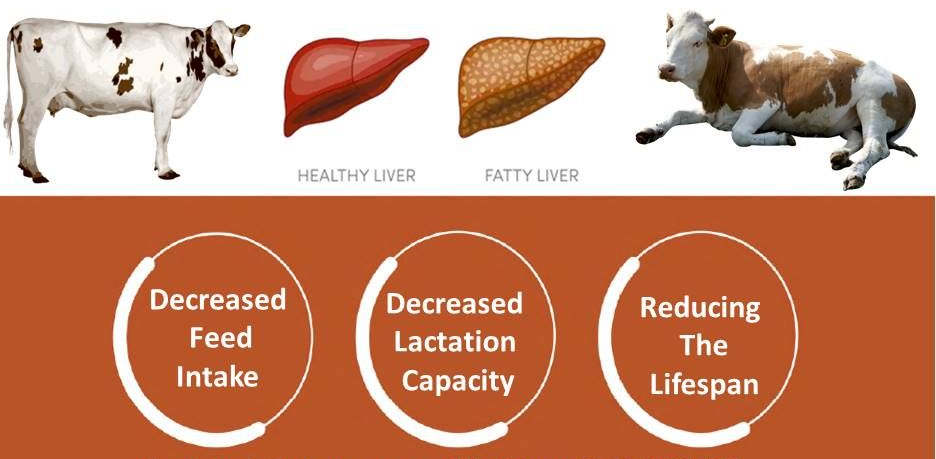 HEALTHY LIVER
FATTY LIVER
Decreased
Feed
Intake
Decreased
Lactation
Capacity
Reducing
The
Lifespan